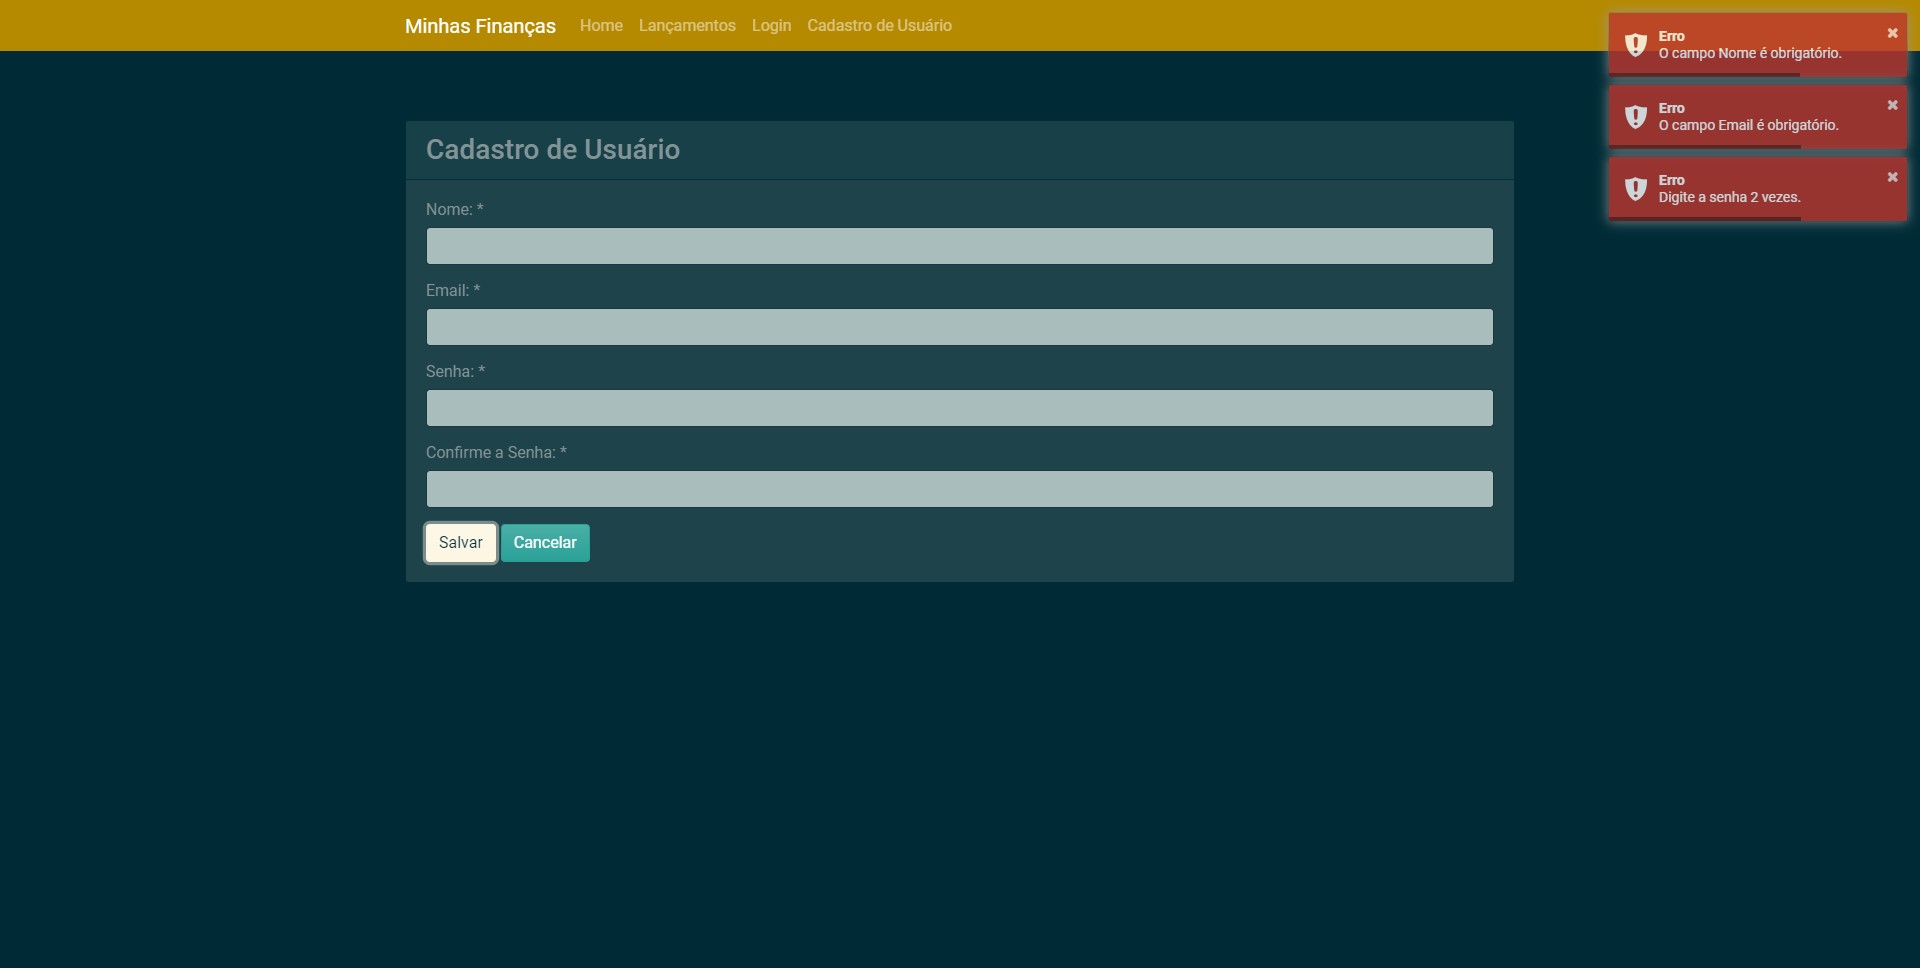 Minhas Finanças Home Lançamentos Login Cadastro de Usuário
Erro
O campo Nome é obrigatório.
Erro
O campo Email é obrigatório.
Erro
Digite a senha 2 vezes.
Cadastro de Usuário
Nome: *
Email: *
Senha: *
Confirme a Senha: *
Salvar Cancelar